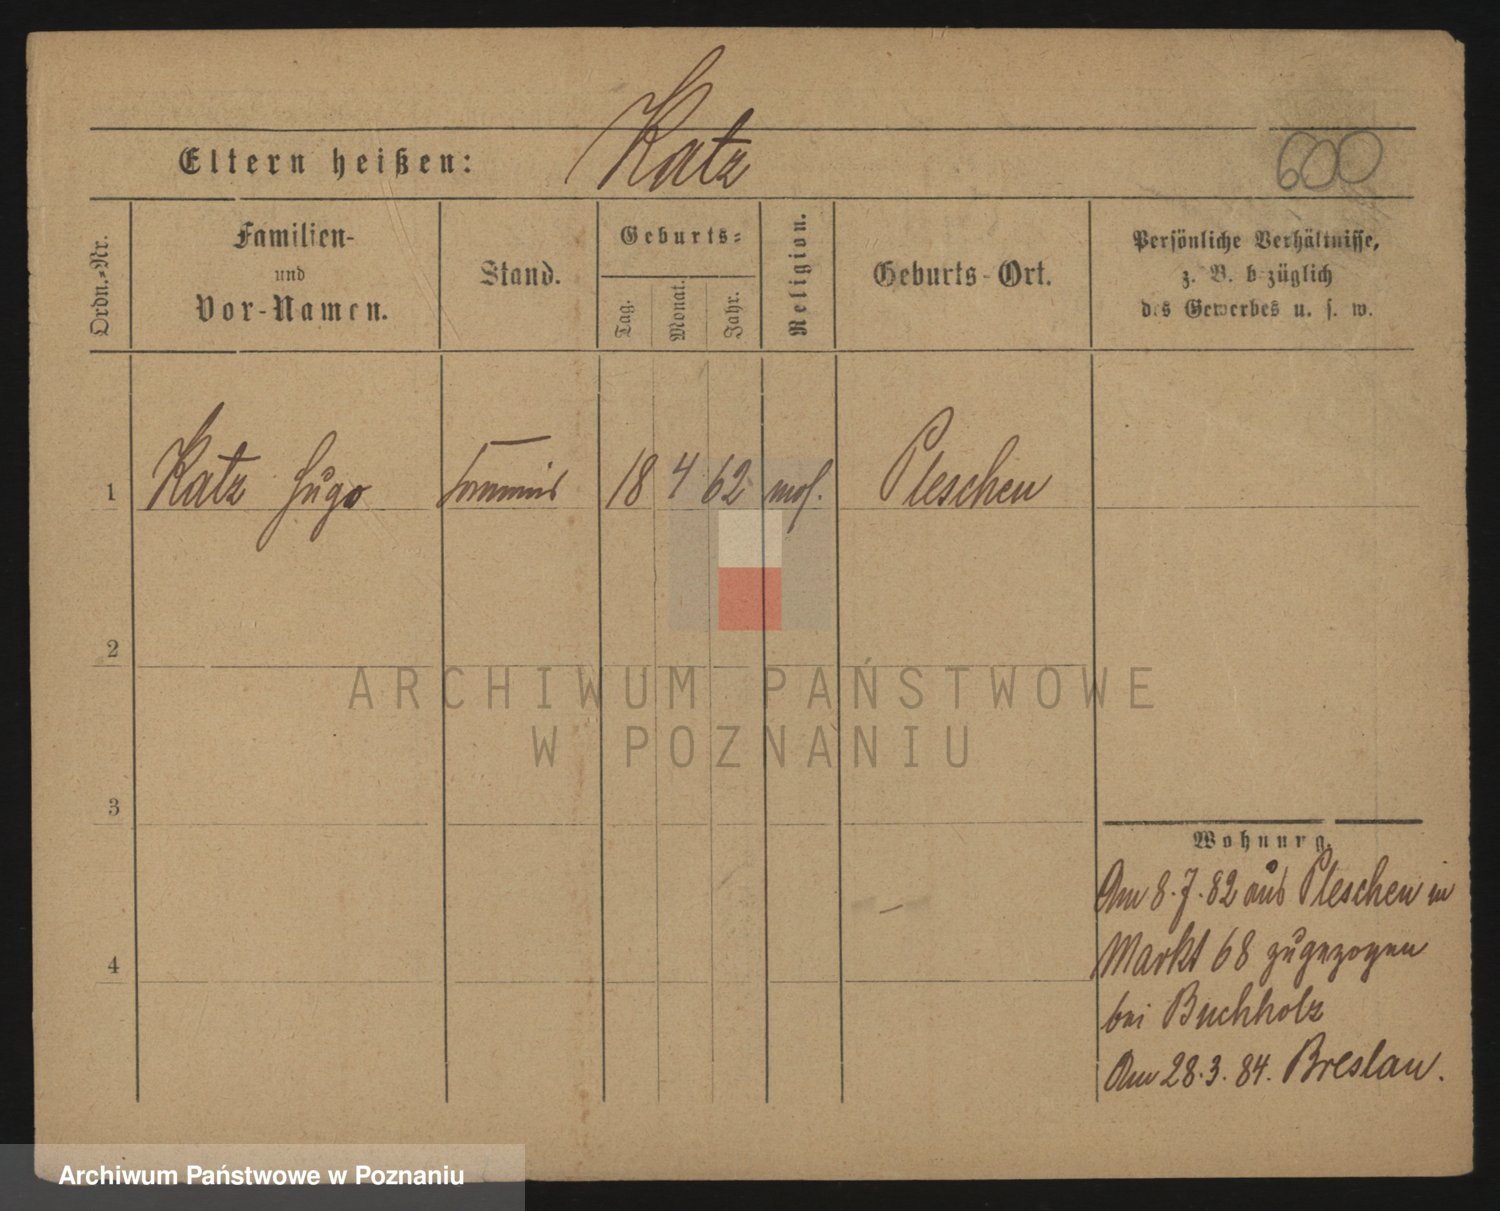 Katz
Eltern heißen:
600
Ordn.-Nr.
Familien-
und
Vor-Namen.
Stand.
Geburts-
Tag.
Monat.
Jahr.
Religion.
Geburts-Ort.
Persönliche Verhältnisse,
z. B. bezüglich
des Gewerbes u. s. w.
1 Katz Hugo Commis 18 4 62 mos. Pleschen
2
3
4
Wohnung.
Am 8.7.82 aus Pleschen in
Markt 68 zugezogen
bei Buchholz
Am 28.3.84. Breslau.
ARCHIWUM PAŃSTWOWE
W POZNANIU
Archiwum Państwowe w Poznaniu